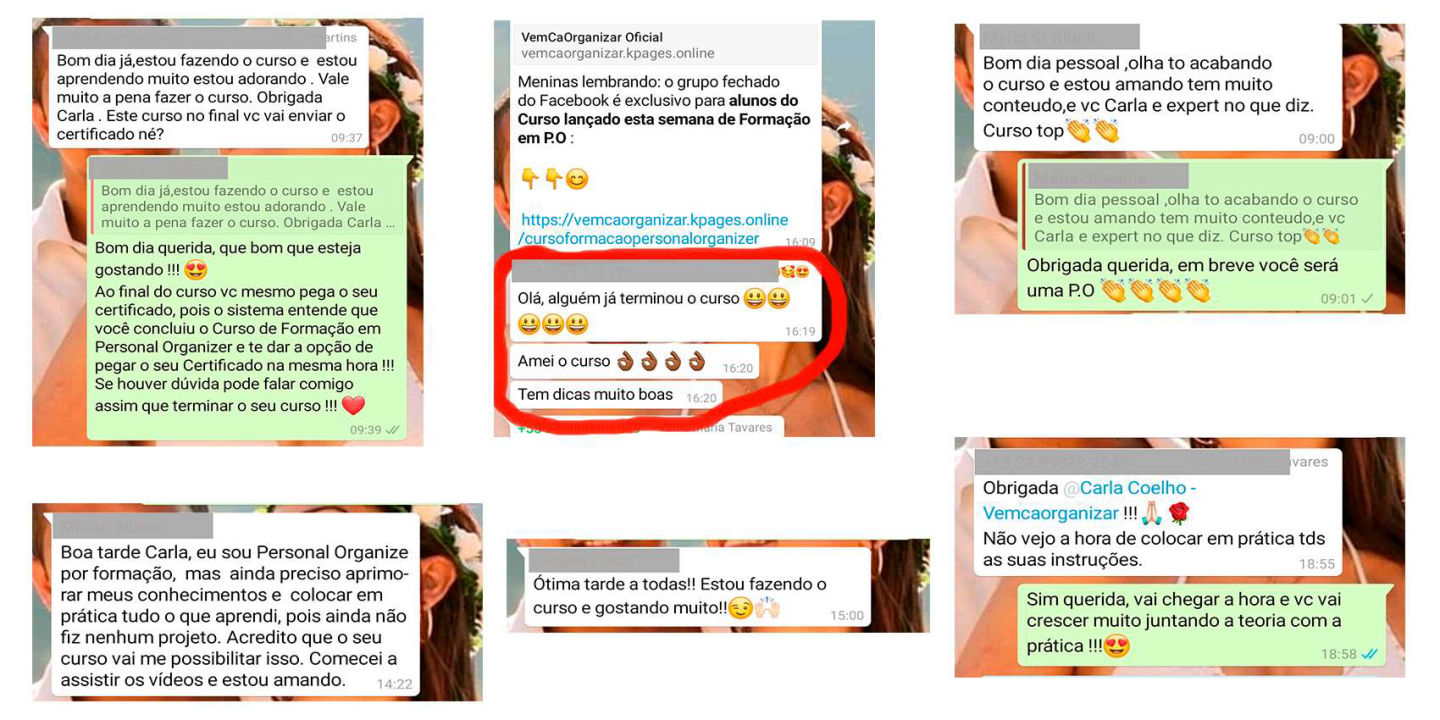 Martins
Bom dia já,estou fazendo o curso e estou
aprendendo muito estou adorando . Vale
muito a pena fazer o curso. Obrigada
Carla . Este curso no final vc vai enviar o
certificado né?
09:37
Bom dia já,estou fazendo o curso e estou
aprendendo muito estou adorando . Vale
muito a pena fazer o curso. Obrigada Carla ...
Bom dia querida, que bom que esteja
gostando !!! 😍
Ao final do curso vc mesmo pega o seu
certificado, pois o sistema entende que
você concluiu o Curso de Formação em
Personal Organizer e te dar a opção de
pegar o seu Certificado na mesma hora !!!
Se houver dúvida pode falar comigo
assim que terminar o seu curso !!! ❤️
09:39
VemCaOrganizar Oficial
vemcaorganizar.kpages.online
Meninas lembrando: o grupo fechado
do Facebook é exclusivo para alunos do
Curso lançado esta semana de Formação
em P.O :
👇👇😊
https://vemcaorganizar.kpages.online
/cursoformacaopersonalorganizer
16:09
Olá, alguém já terminou o curso 😀😀
😀😀😀
16:19
Amei o curso 👌🏾👌🏾👌🏾👌🏾
16:20
Tem dicas muito boas
16:20
Tavares
Bom dia pessoal ,olha to acabando
o curso e estou amando tem muito
conteudo,e vc Carla e expert no que diz.
Curso top👏👏
09:00
Bom dia pessoal ,olha to acabando o curso
e estou amando tem muito conteudo,e vc
Carla e expert no que diz. Curso top👏👏
Obrigada querida, em breve você será
uma P.O 👏👏👏👏
09:01
Boa tarde Carla, eu sou Personal Organize
por formação, mas ainda preciso aprimo-
rar meus conhecimentos e colocar em
prática tudo o que aprendi, pois ainda não
fiz nenhum projeto. Acredito que o seu
curso vai me possibilitar isso. Comecei a
assistir os vídeos e estou amando.
14:22
Ótima tarde a todas!! Estou fazendo o
curso e gostando muito!!😏🙌🏻
15:00
vares
Obrigada @Carla Coelho -
Vemcaorganizar !!!🙏🏻🌹
Não vejo a hora de colocar em prática tds
as suas instruções.
18:55
Sim querida, vai chegar a hora e vc vai
crescer muito juntando a teoria com a
prática !!!😍
18:58